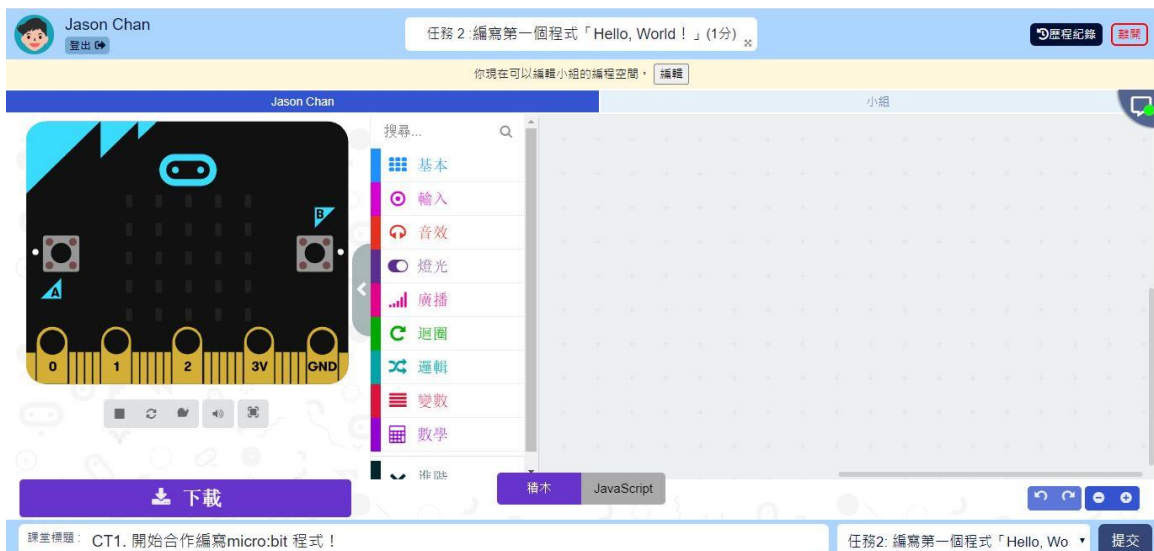 Jason Chan
登出
任務 2 :編寫第一個程式「Hello, World！」(1分)
歷程紀錄
離開
你現在可以編輯小組的編程空間，
編輯
Jason Chan
小組
搜尋...
基本
輸入
音效
燈光
廣播
迴圈
邏輯
變數
數學
進階
B
A
0
1
2
3V
GND
下載
積木
JavaScript
課堂標題：
CT1. 開始合作編寫micro:bit 程式！
任務2: 編寫第一個程式「Hello, Wo
提交